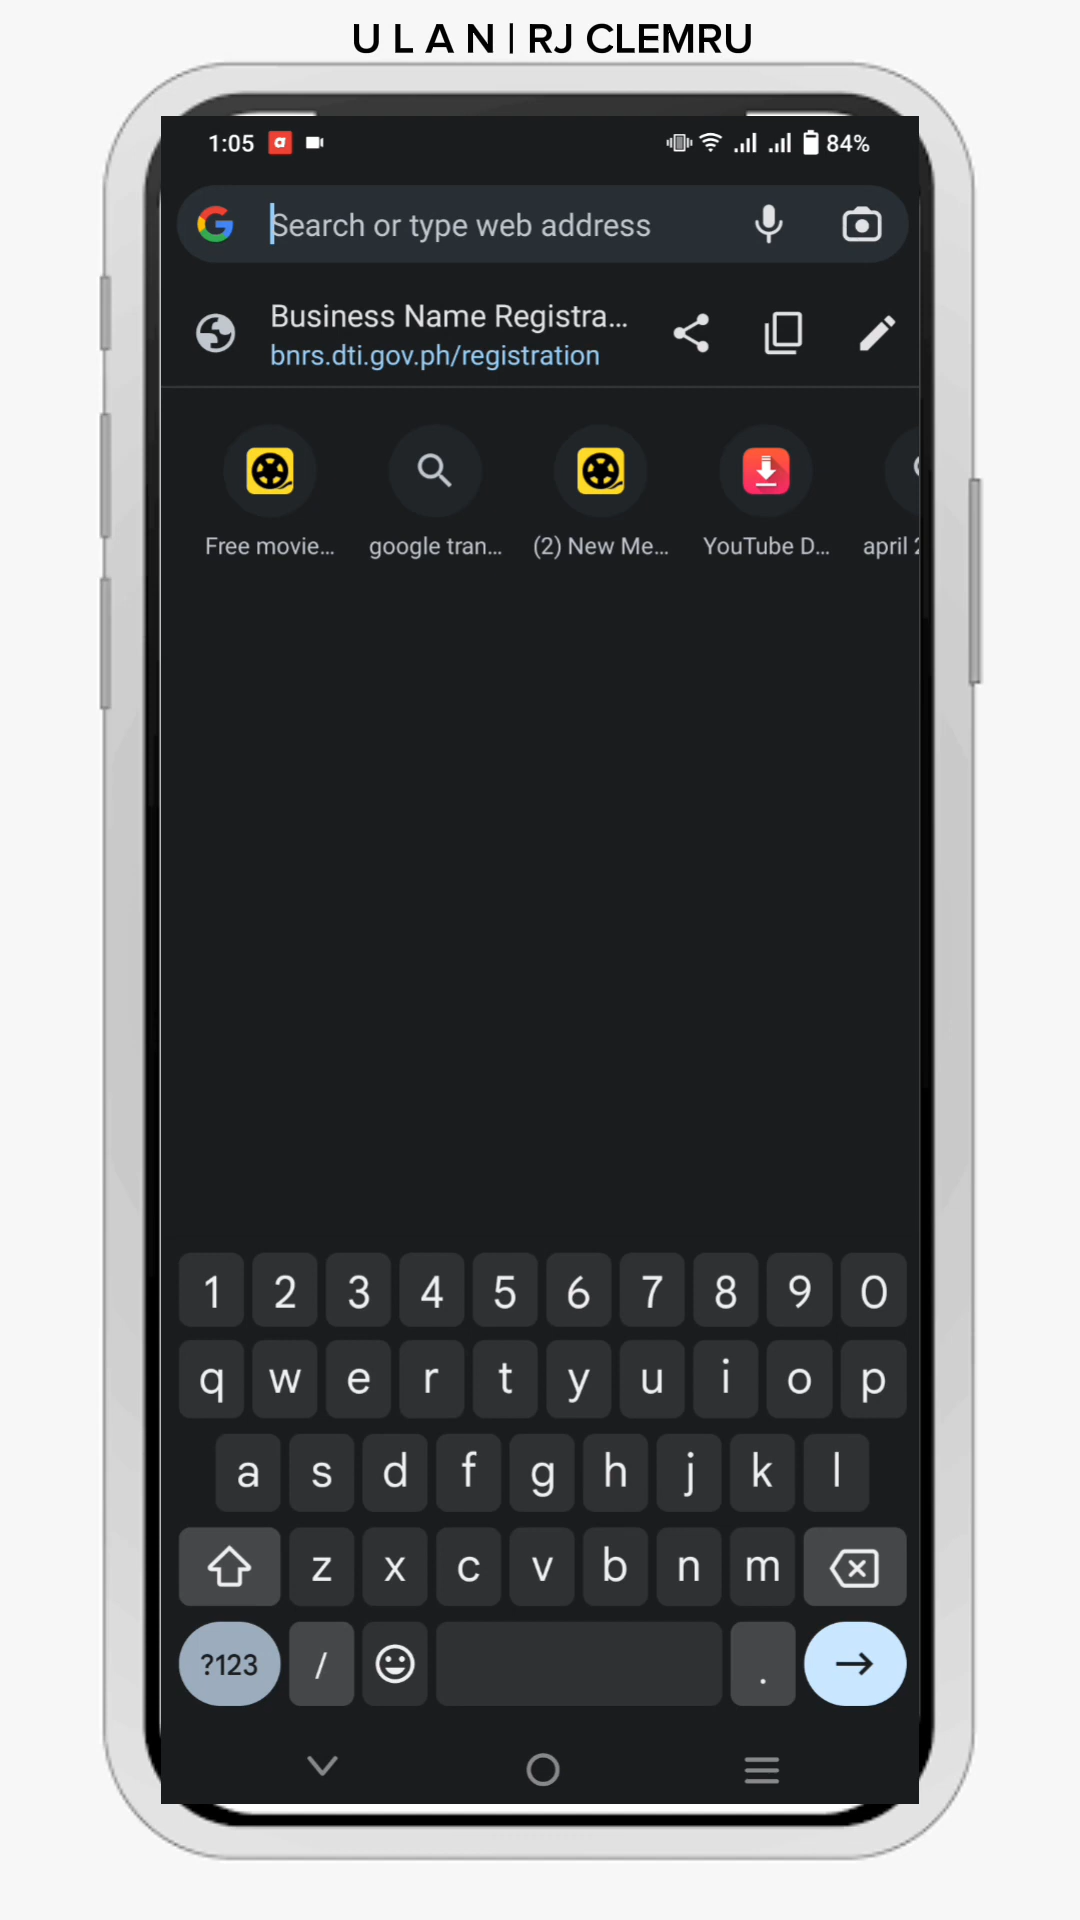 U L A N | RJ CLEMRU
1:05
84%
Search or type web address
Business Name Registra...
bnrs.dti.gov.ph/registration
Free movie...
google tran...
(2) New Me...
YouTube D...
april
1 2 3 4 5 6 7 8 9 0
q w e r t y u i o p
a s d f g h j k l
z x c v b n m
?123 / .